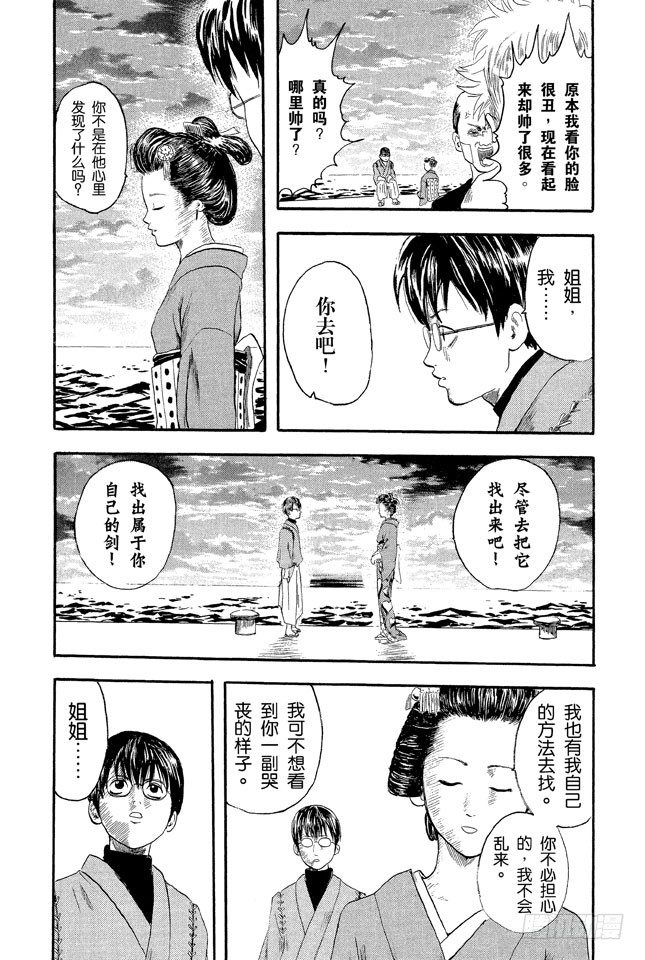 原本我看你的脸
很丑，现在看起
来却帅了很多。
真的吗？
哪里帅了？
你不是在他心里
发现了什么吗？
姐姐，
我……
你去吧！
尽管去把它
找出来吧！
找出属于你
自己的剑！
我也有我自己
的方法去找。
你不必担心
的，我不会
乱来。
我可不想看
到你一副哭
丧的样子。
姐姐……